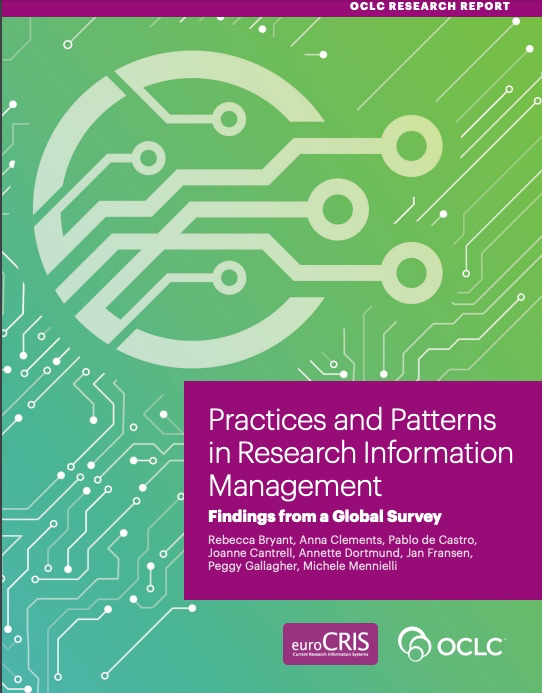 OCLC RESEARCH REPORT
Practices and Patterns
in Research Information
Management
Findings from a Global Survey
Rebecca Bryant, Anna Clements, Pablo de Castro,
Joanne Cantrell, Annette Dortmund, Jan Fransen,
Peggy Gallagher, Michele Mennielli
euroCRIS
Current Research Information Systems
OCLC